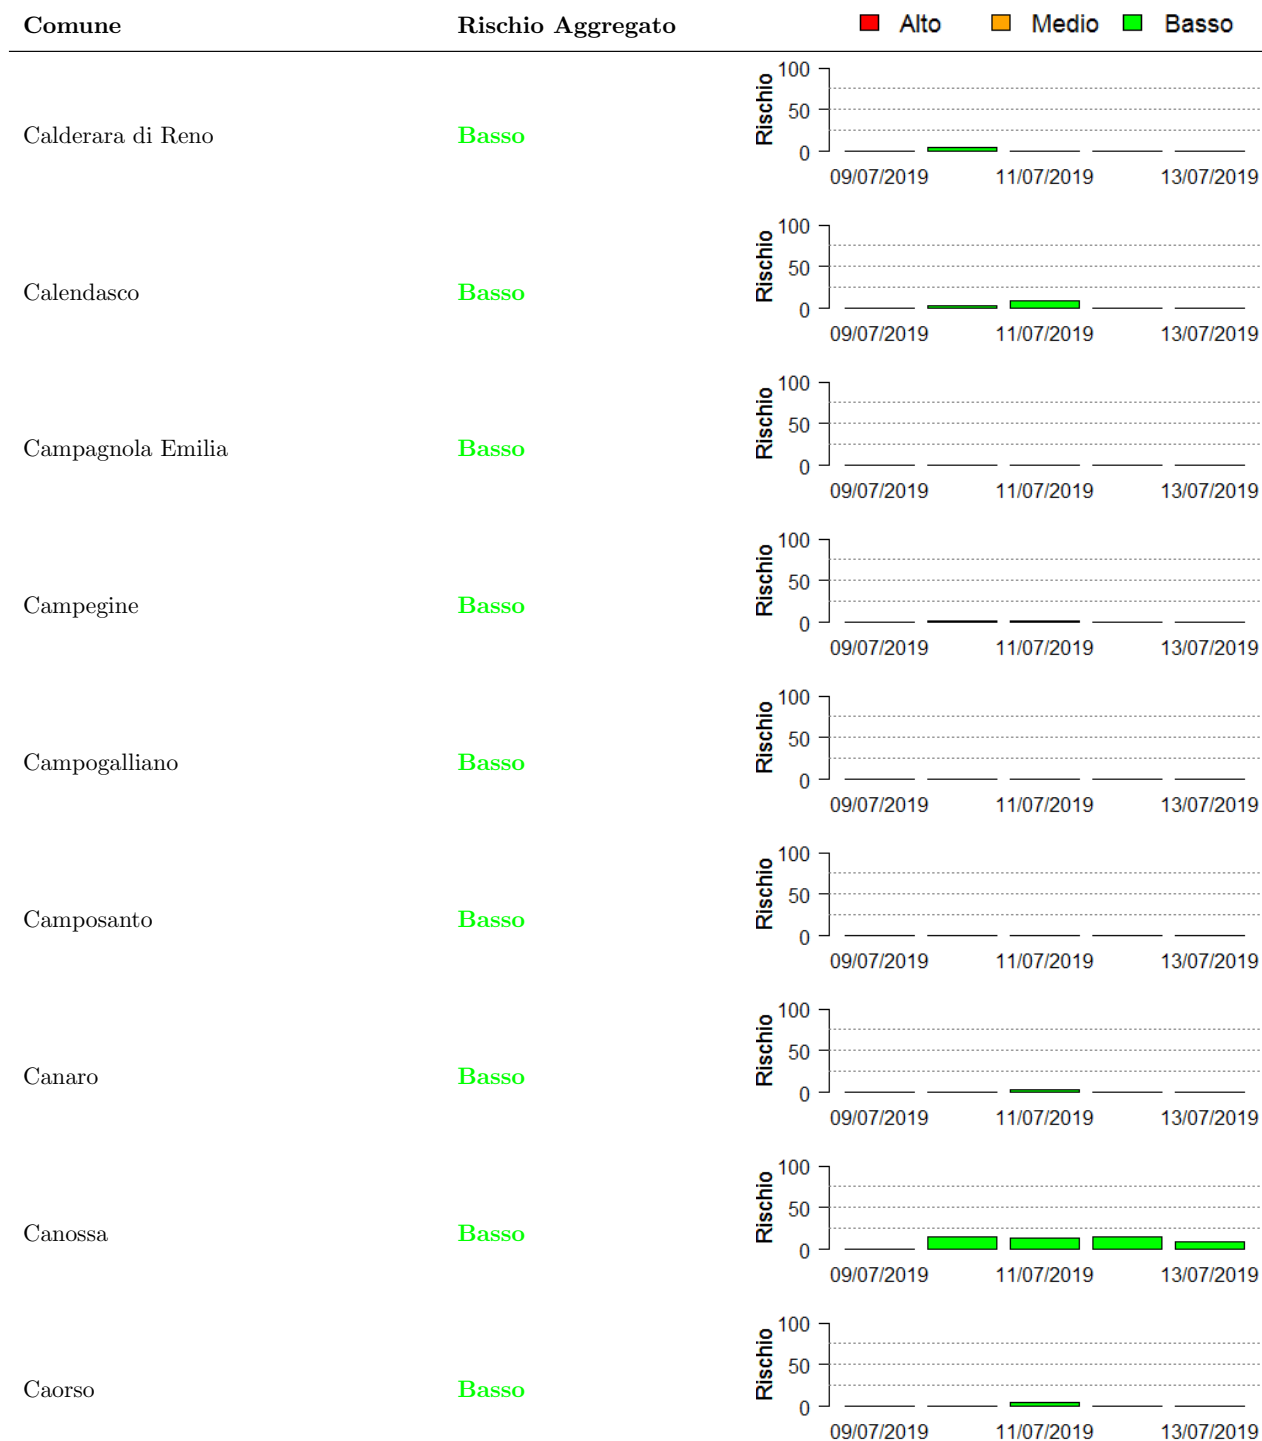 Comune Rischio Aggregato Alto Medio Basso
Calderara di Reno Basso Rischio 100 50 0
09/07/2019 11/07/2019 13/07/2019
Calendasco Basso Rischio 100 50 0
09/07/2019 11/07/2019 13/07/2019
Campagnola Emilia Basso Rischio 100 50 0
09/07/2019 11/07/2019 13/07/2019
Campegine Basso Rischio 100 50 0
09/07/2019 11/07/2019 13/07/2019
Campogalliano Basso Rischio 100 50 0
09/07/2019 11/07/2019 13/07/2019
Camposanto Basso Rischio 100 50 0
09/07/2019 11/07/2019 13/07/2019
Canaro Basso Rischio 100 50 0
09/07/2019 11/07/2019 13/07/2019
Canossa Basso Rischio 100 50 0
09/07/2019 11/07/2019 13/07/2019
Caorso Basso Rischio 100 50 0
09/07/2019 11/07/2019 13/07/2019